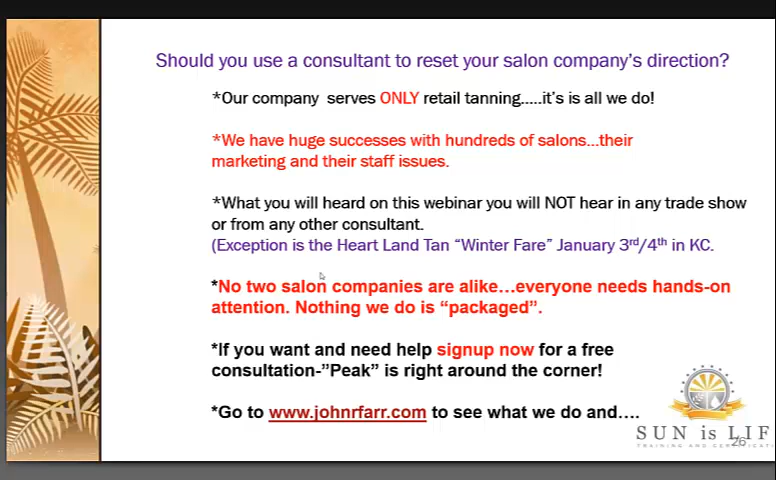 Should you use a consultant to reset your salon company's direction?
*Our company serves ONLY retail tanning.....it's is all we do!
*We have huge successes with hundreds of salons...their
marketing and their staff issues.
*What you will heard on this webinar you will NOT hear in any trade show
or from any other consultant.
(Exception is the Heart Land Tan “Winter Fare” January 3rd/4th in KC.
*No two salon companies are alike...everyone needs hands-on
attention. Nothing we do is “packaged”.
*If you want and need help signup now for a free
consultation-”Peak” is right around the corner!
*Go to www.johnrfarr.com to see what we do and....
SUN is LIF
26